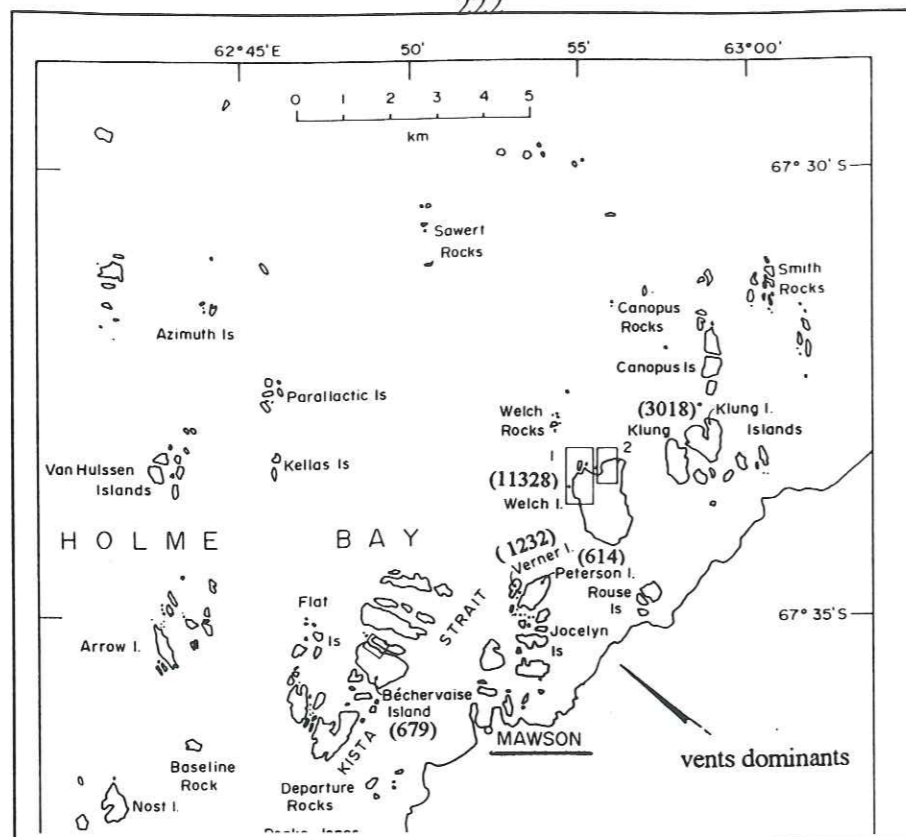 62°45'E
50'
55'
63°00'
0 1 2 3 4 5
km
67° 30' S
Sawert
Rocks
Smith
Rocks
Canopus
Rocks
Azimuth Is
Canopus Is
Parallactic Is
Welch
Rocks
(3018)
Klung I.
Klung
Islands
1
2
Van Hulssen
Islands
Kellas Is
(11328)
Welch I.
HOLME BAY
(1232)
Verner I.
(614)
Peterson I.
Rouse
Is
67° 35' S
Flat
Is
STRAIT
Arrow I.
Jocelyn
Is
Béchervaise
Island
(679)
KISTA
MAWSON
vents dominants
Baseline
Rock
Departure
Rocks
Nost I.